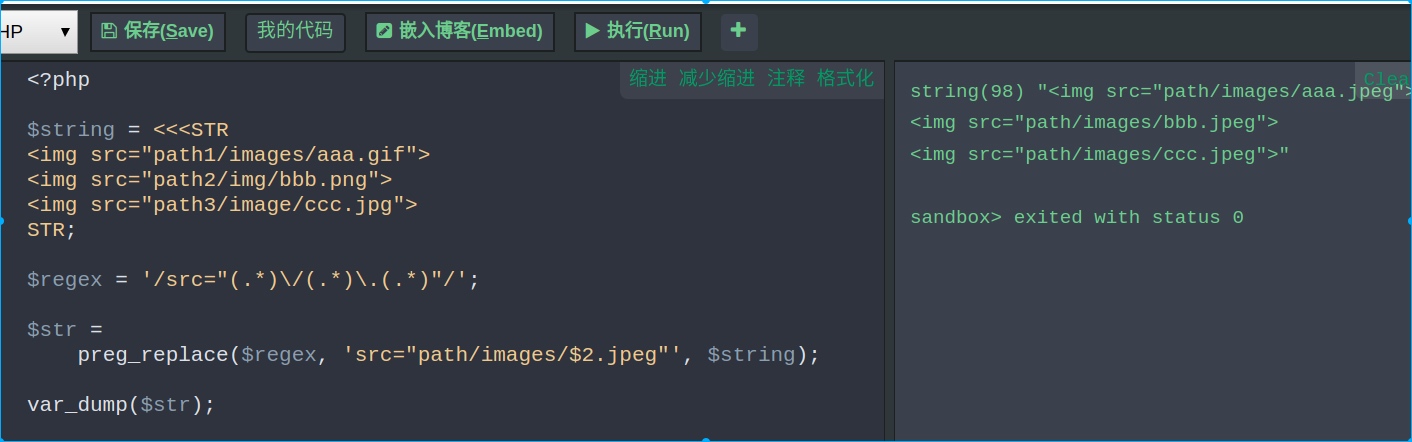 HP ▼ 保存(Save) 我的代码 嵌入博客(Embed) 执行(Run) +
缩进 减少缩进 注释 格式化
<?php

$string = <<<STR
<img src="path1/images/aaa.gif">
<img src="path2/img/bbb.png">
<img src="path3/image/ccc.jpg">
STR;

$regex = '/src="(.*)\/(.*)\.(.*)"/';

$str =
    preg_replace($regex, 'src="path/images/$2.jpeg"', $string);

var_dump($str);
Clea
string(98) "<img src="path/images/aaa.jpeg">
<img src="path/images/bbb.jpeg">
<img src="path/images/ccc.jpeg">"

sandbox> exited with status 0